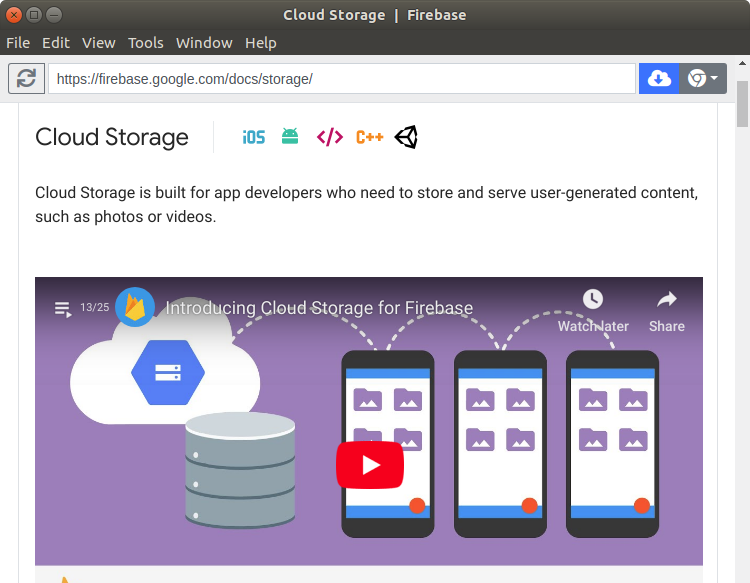 Cloud Storage | Firebase
File Edit View Tools Window Help
https://firebase.google.com/docs/storage/
Cloud Storage
iOS
</>
C++
Cloud Storage is built for app developers who need to store and serve user-generated content,
such as photos or videos.
13/25
Introducing Cloud Storage for Firebase
Watch later
Share